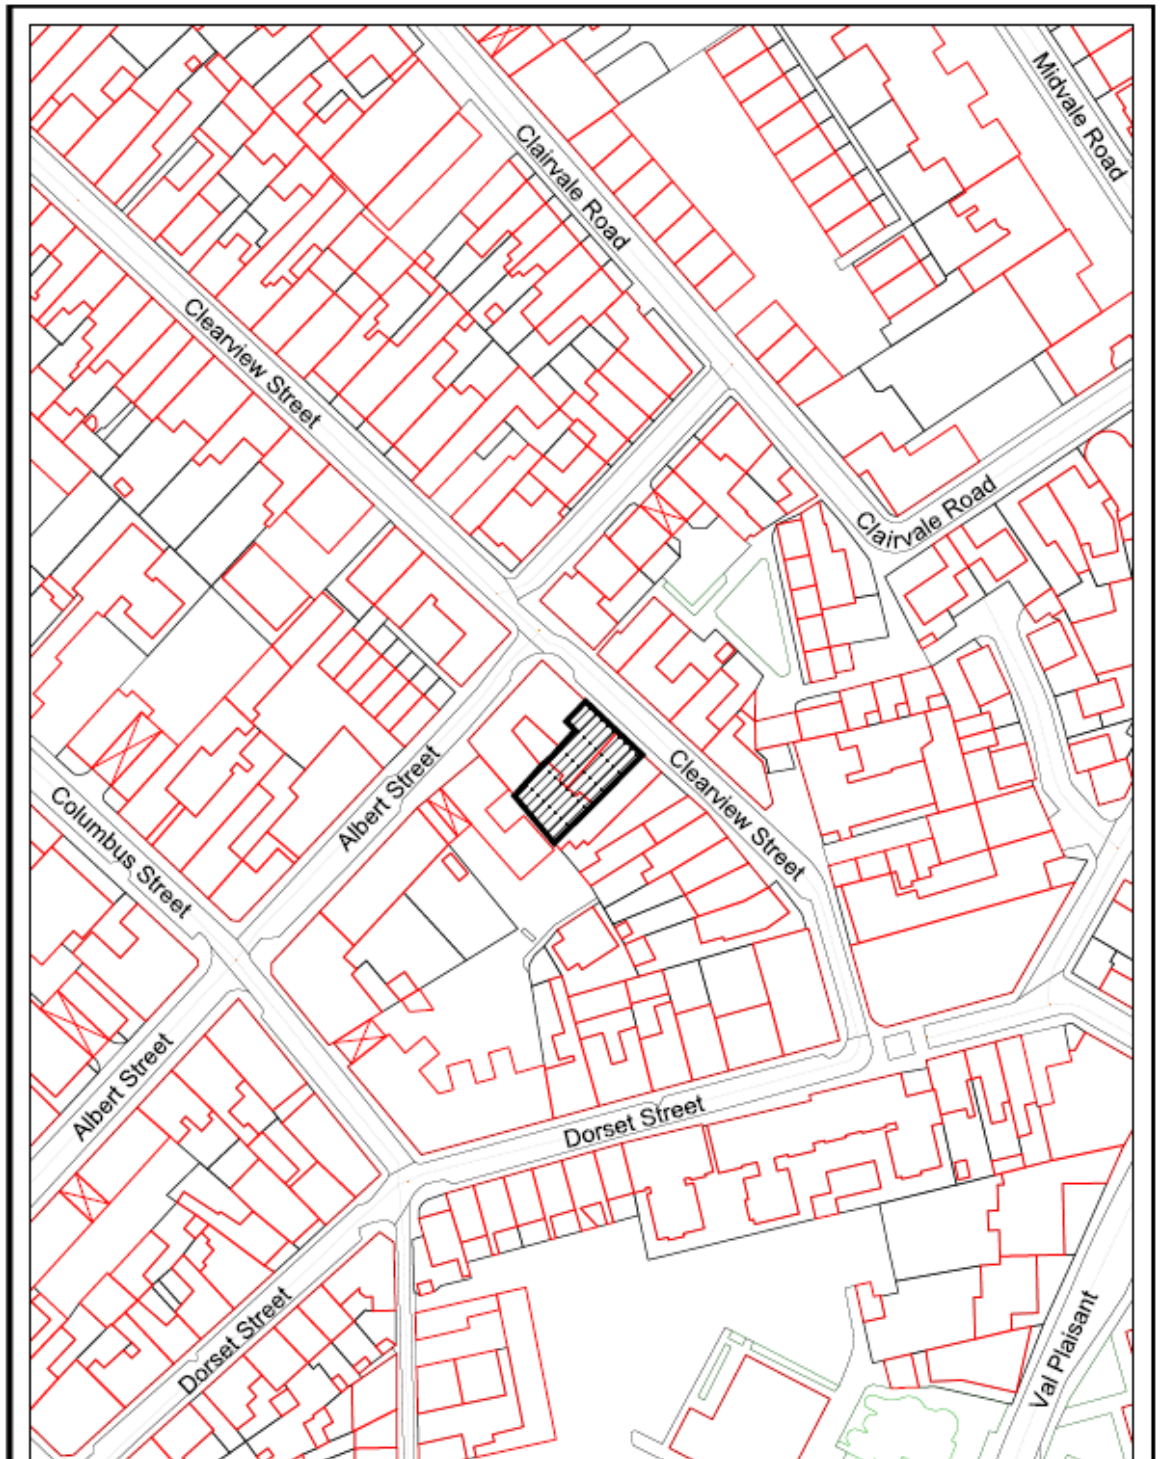 Midvale Road
Clairvale Road
Clearview Street
Clairvale Road
Clearview Street
Albert Street
Columbus Street
Albert Street
Dorset Street
Dorset Street
Val Plaisant